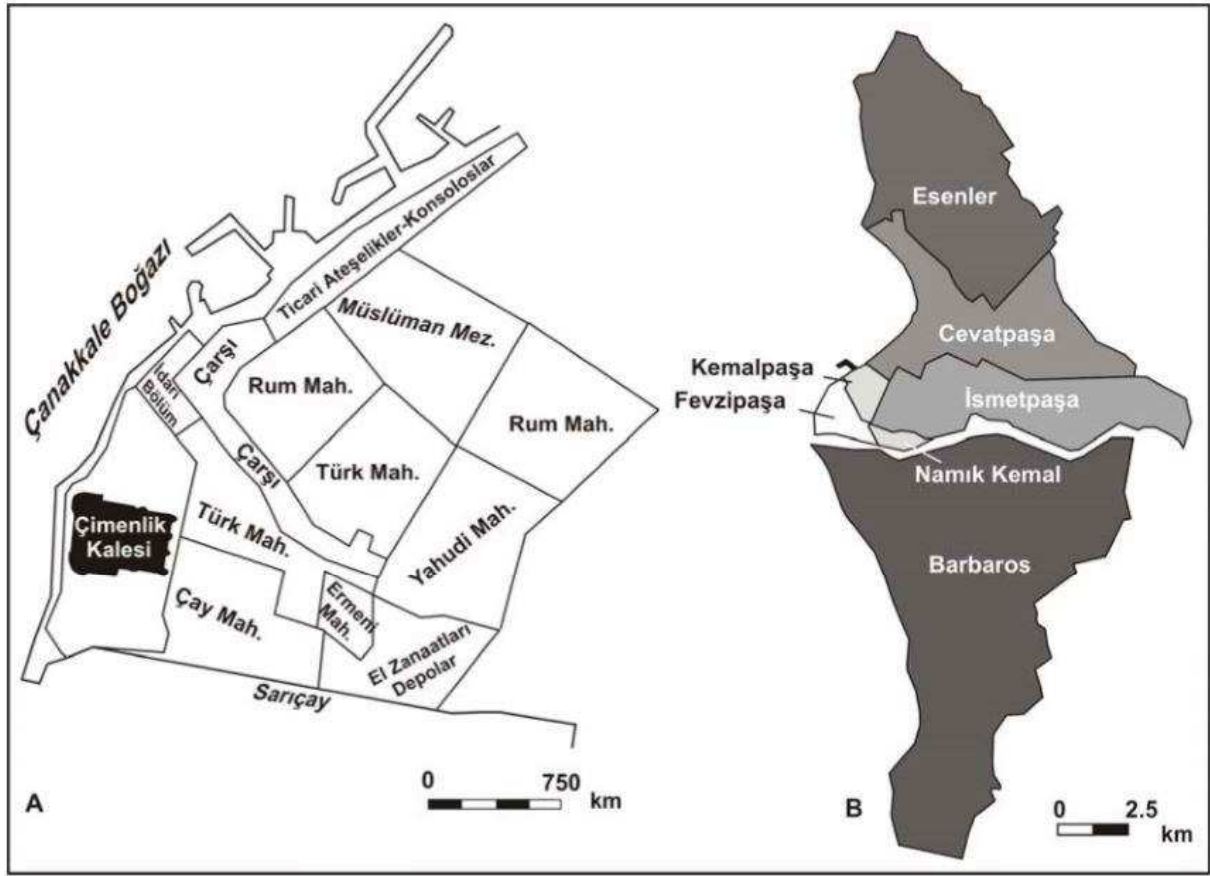 Çanakkale Boğazı
Ticari Ateşelikler-Konsoloslar
Müslüman Mez.
Çarşı
İdari
Bölüm
Rum Mah.
Rum Mah.
Çarşı
Türk Mah.
Çimenlik
Kalesi
Türk Mah.
Yahudi Mah.
Çay Mah.
Ermeni
Mah.
El Zanaatları
Depolar
Sarıçay
0 750
km
A
Esenler
Cevatpaşa
Kemalpaşa
Fevzipaşa
İsmetpaşa
Namık Kemal
Barbaros
B
0 2.5
km